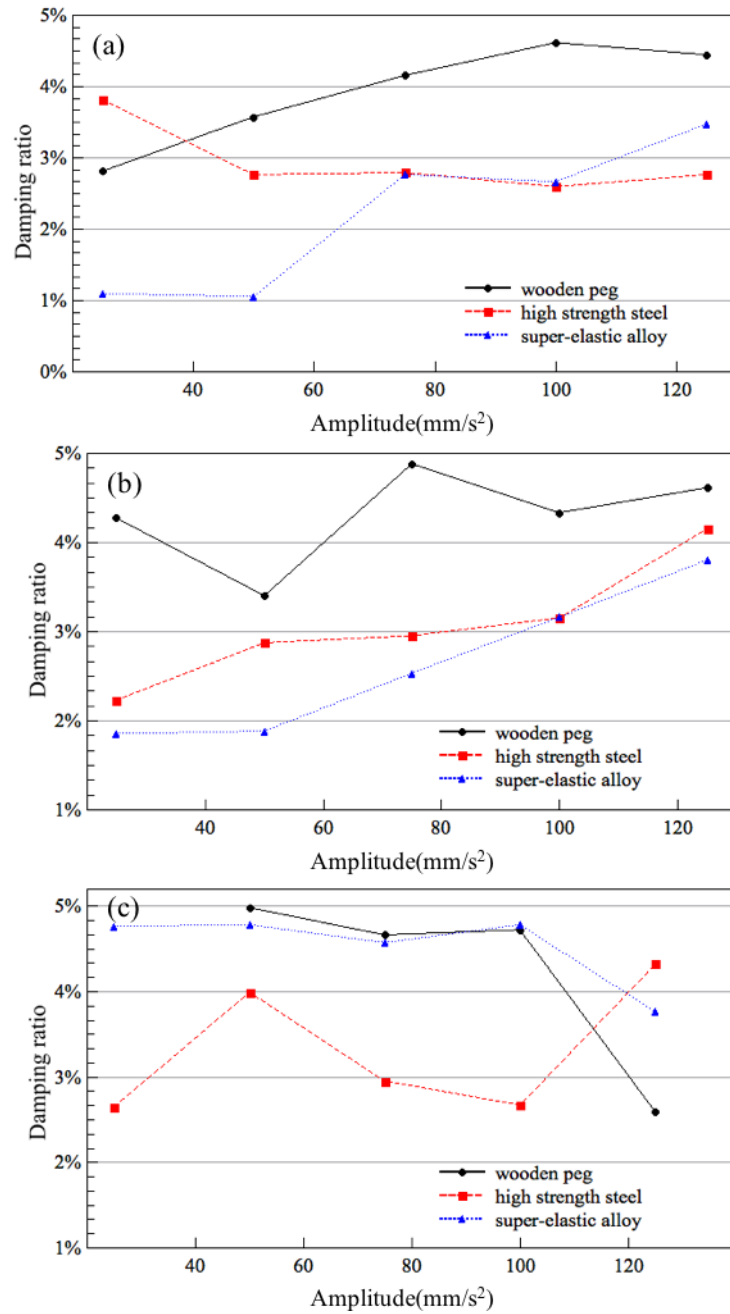 (a)
5%
4%
3%
2%
1%
0%
Damping ratio
wooden peg
high strength steel
super-elastic alloy
40 60 80 100 120
Amplitude(mm/s²)
(b)
5%
4%
3%
2%
1%
Damping ratio
wooden peg
high strength steel
super-elastic alloy
40 60 80 100 120
Amplitude(mm/s²)
(c)
5%
4%
3%
2%
1%
Damping ratio
wooden peg
high strength steel
super-elastic alloy
40 60 80 100 120
Amplitude(mm/s²)